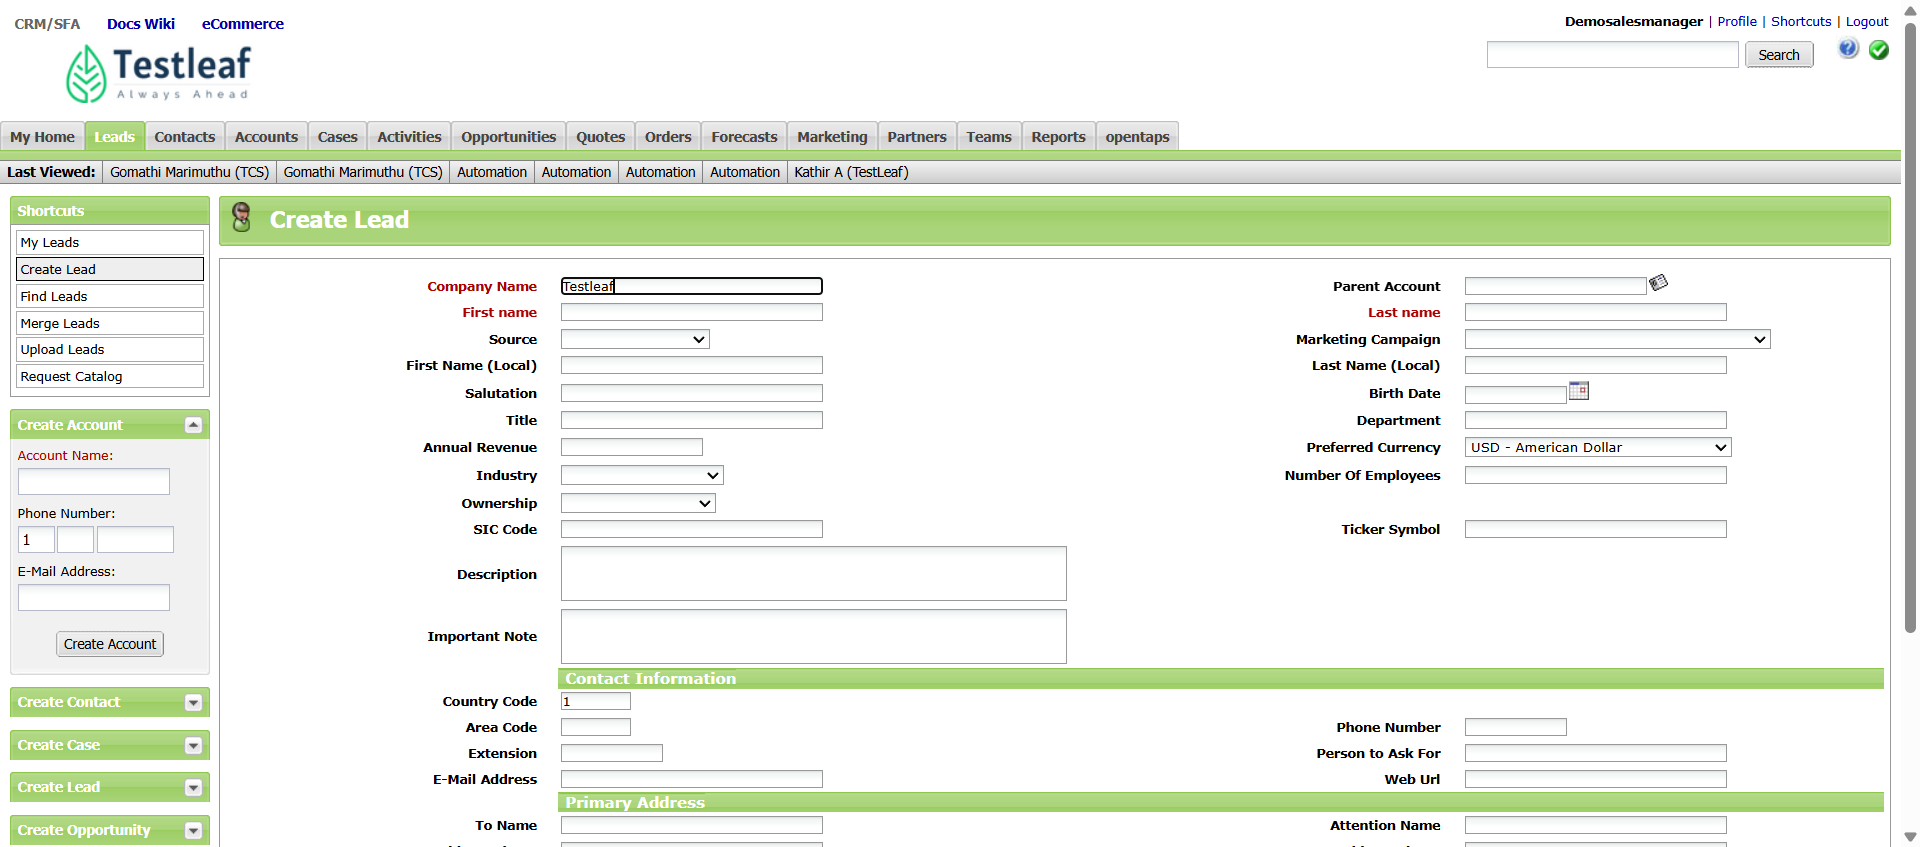 CRM/SFA Docs Wiki eCommerce
Demosalesmanager | Profile | Shortcuts | Logout
Testleaf
Always Ahead
Search
My Home Leads Contacts Accounts Cases Activities Opportunities Quotes Orders Forecasts Marketing Partners Teams Reports opentaps
Last Viewed: Gomathi Marimuthu (TCS) Gomathi Marimuthu (TCS) Automation Automation Automation Automation Kathir A (TestLeaf)
Shortcuts
My Leads
Create Lead
Find Leads
Merge Leads
Upload Leads
Request Catalog
Create Account
Account Name:
Phone Number:
1
E-Mail Address:
Create Account
Create Contact
Create Case
Create Lead
Create Opportunity
Create Lead
Company Name Testleaf Parent Account
First name Last name
Source Marketing Campaign
First Name (Local) Last Name (Local)
Salutation Birth Date
Title Department
Annual Revenue Preferred Currency USD - American Dollar
Industry Number Of Employees
Ownership
SIC Code Ticker Symbol
Description
Important Note
Contact Information
Country Code 1
Area Code Phone Number
Extension Person to Ask For
E-Mail Address Web Url
Primary Address
To Name Attention Name